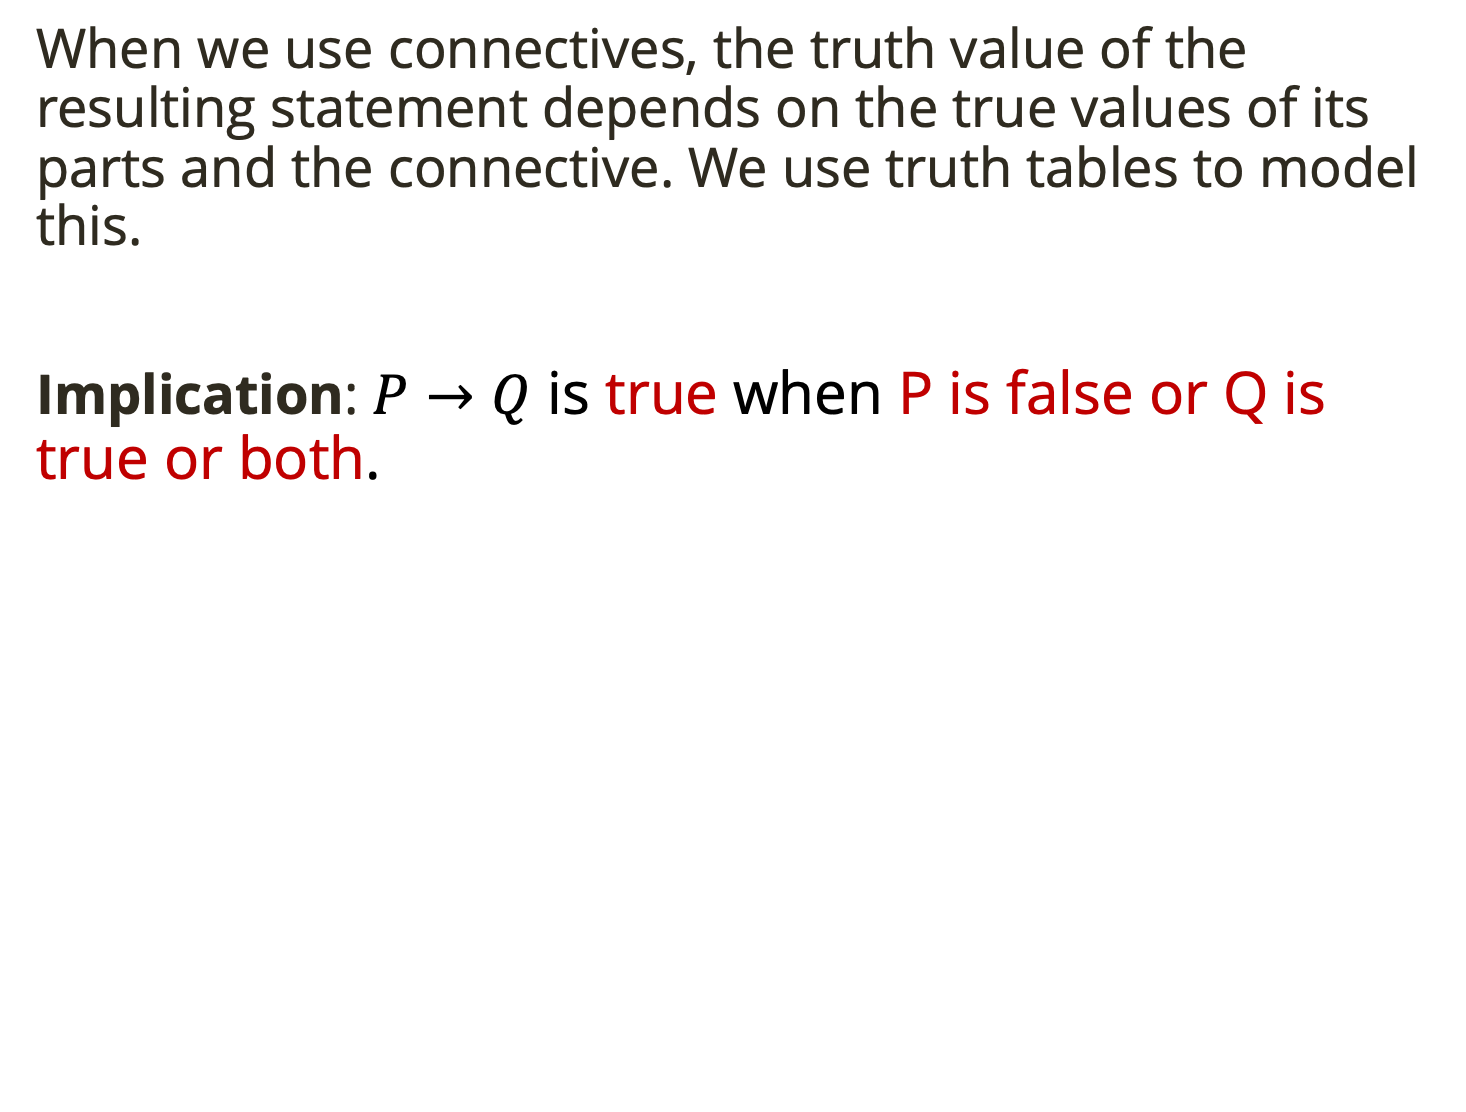 When we use connectives, the truth value of the
resulting statement depends on the true values of its
parts and the connective. We use truth tables to model
this.
Implication: 𝑃 → 𝑄 is true when P is false or Q is
true or both.